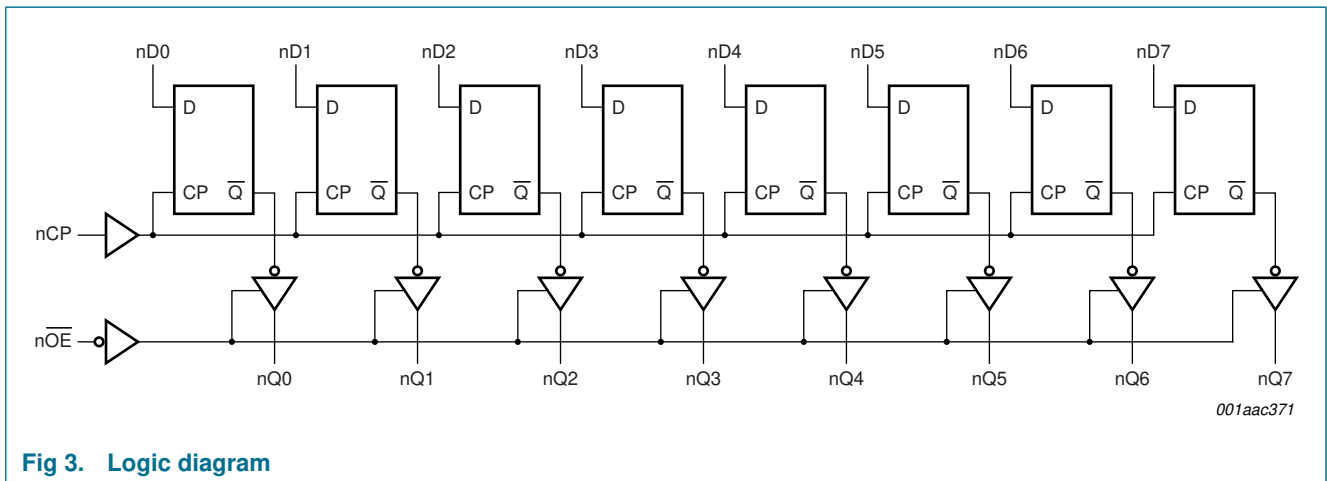 nD0 nD1 nD2 nD3 nD4 nD5 nD6 nD7
D D D D D D D D
CP Q̅ CP Q̅ CP Q̅ CP Q̅ CP Q̅ CP Q̅ CP Q̅ CP Q̅
nCP
nO̅E̅
nQ0 nQ1 nQ2 nQ3 nQ4 nQ5 nQ6 nQ7
001aac371
Fig 3. Logic diagram